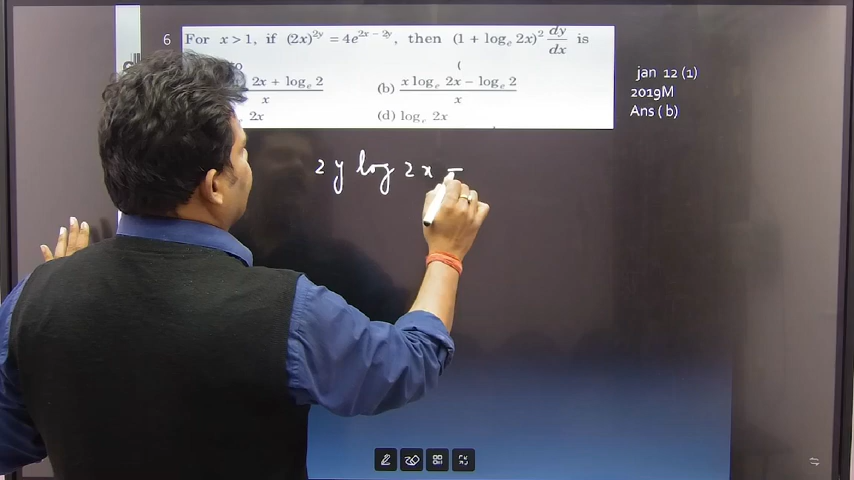 6 For x > 1, if (2x)^{2y} = 4e^{2x – 2y}, then (1 + log_e 2x)^2 dy/dx is
to
2x + log_e 2 / x
(b) x log_e 2x – log_e 2 / x
2x
(d) log_e 2x
jan 12 (1)
2019M
Ans ( b )
2 y log 2 x =